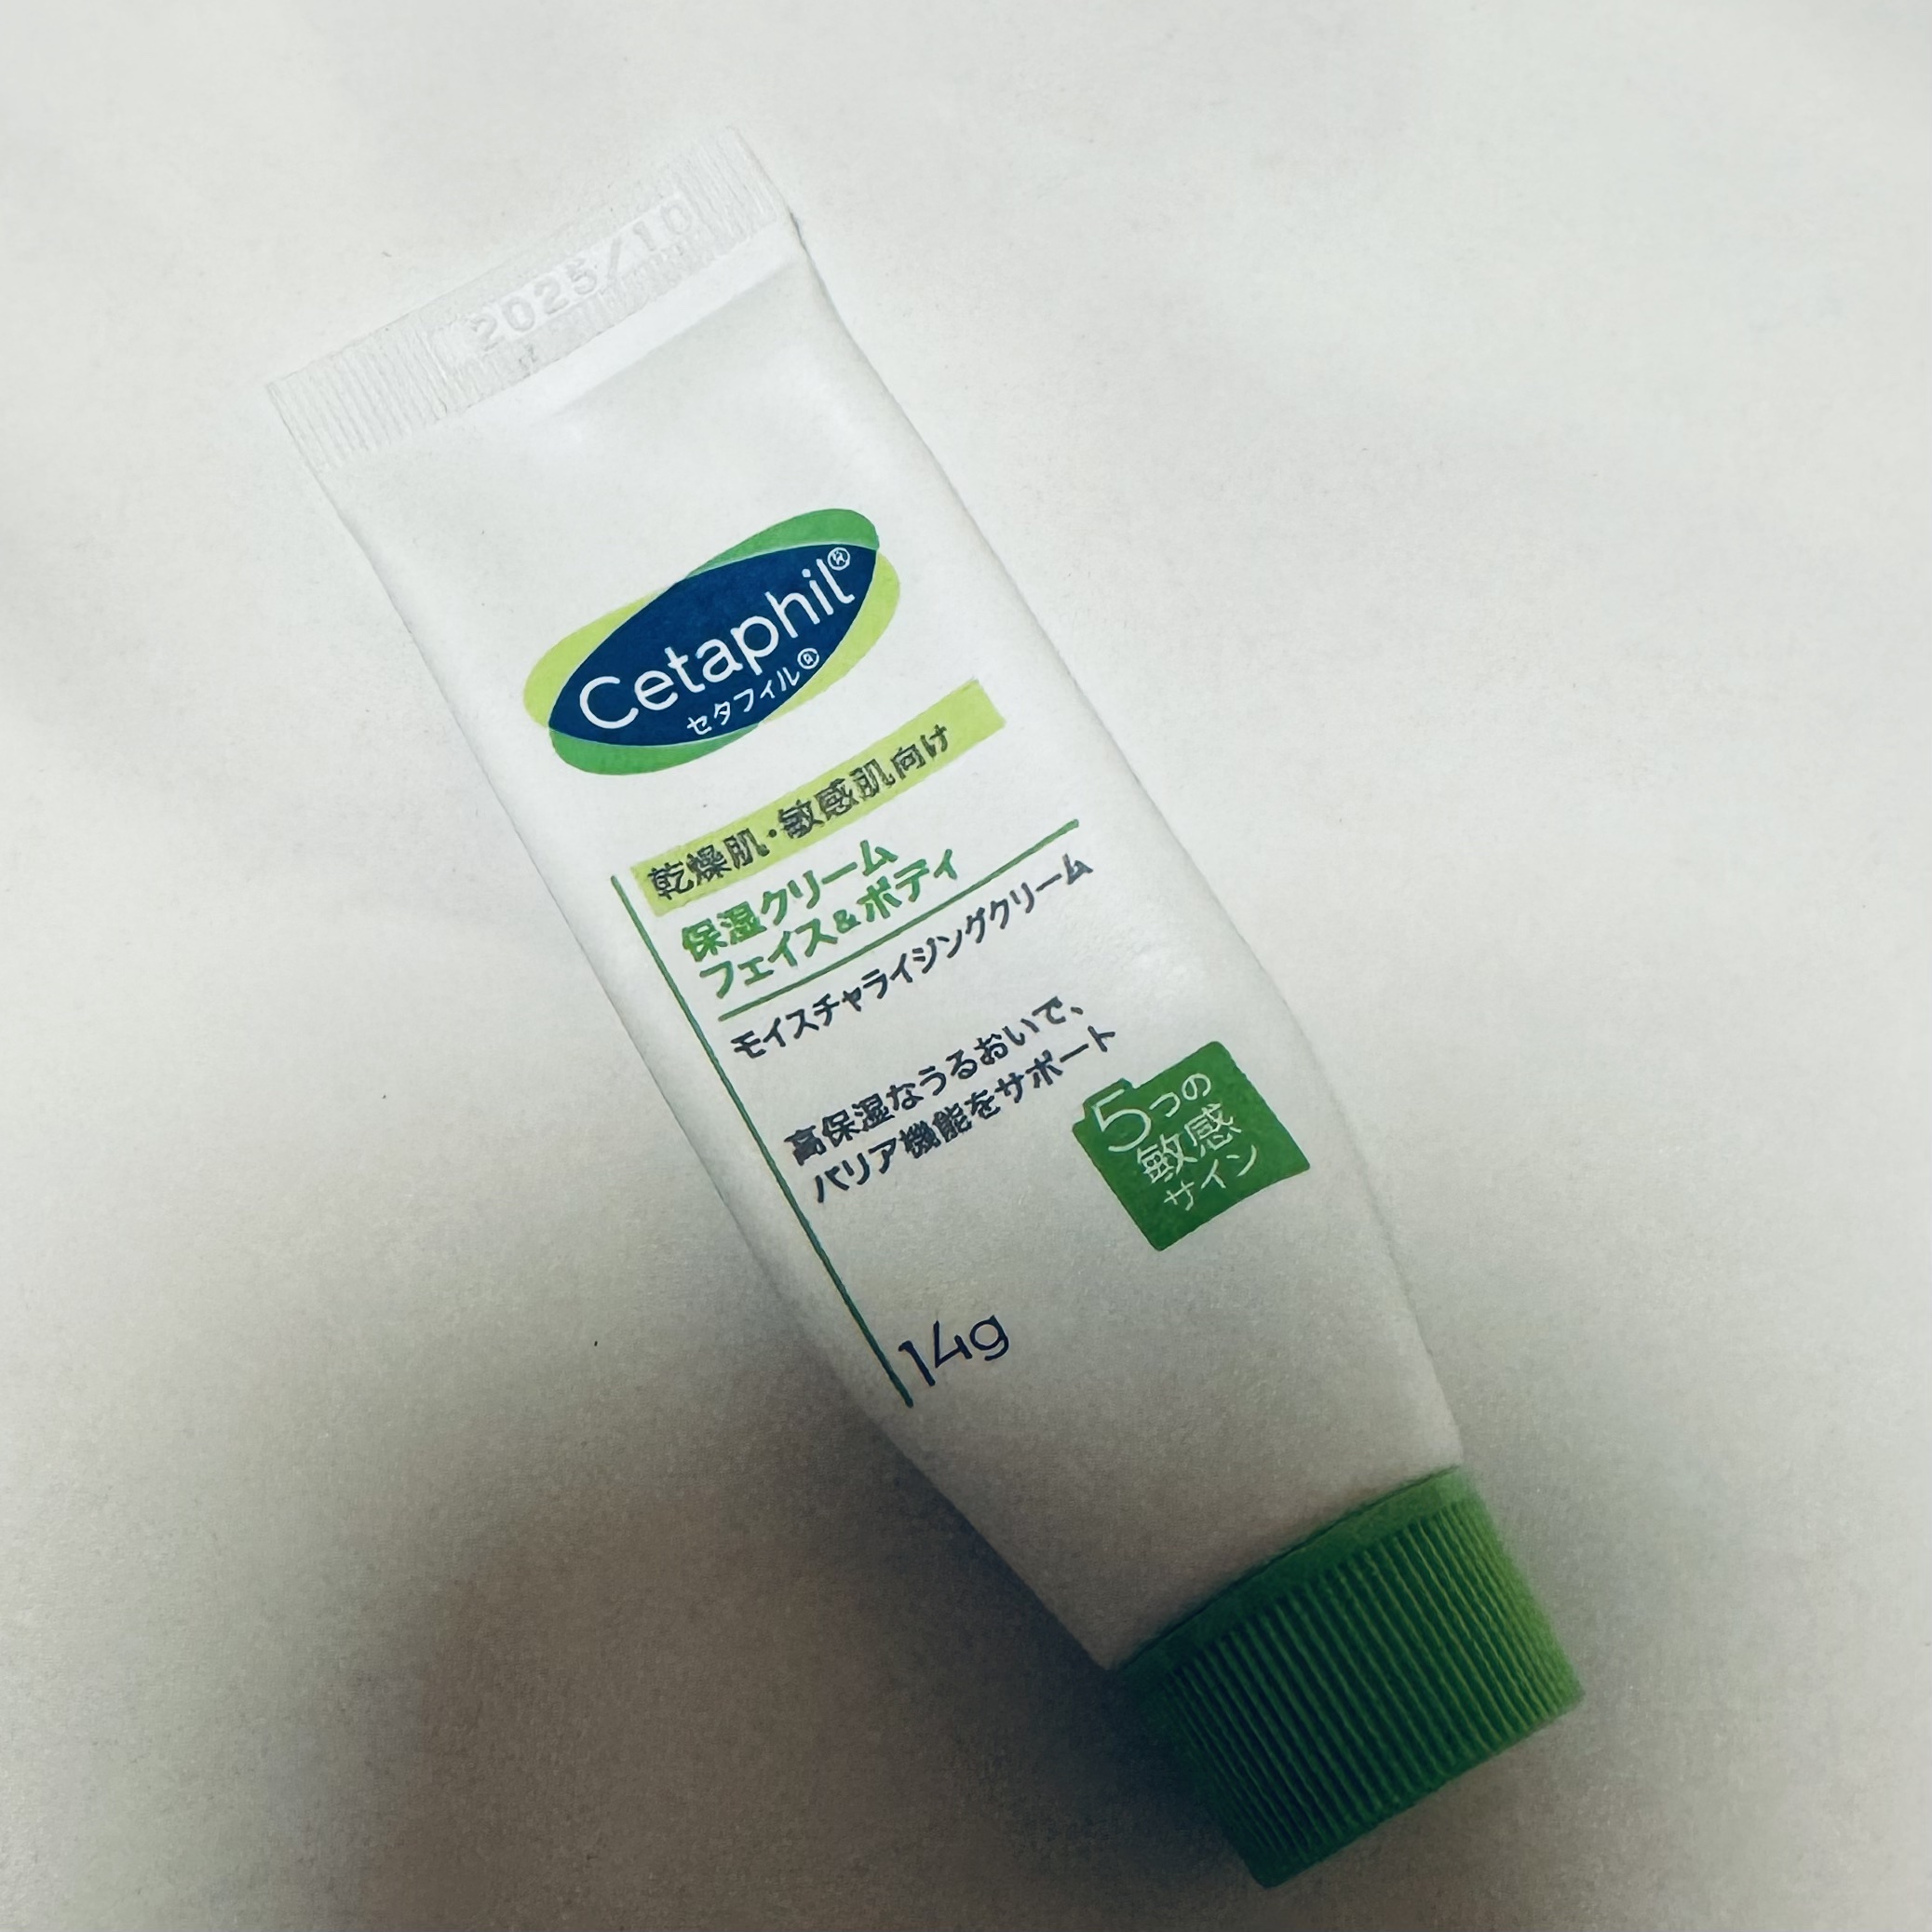 2025/10
Cetaphil®
セタフィル®
乾燥肌・敏感肌向け
保湿クリーム
フェイス&ボディ
モイスチャライジングクリーム
高保湿なうるおいで、
バリア機能をサポート
5つの
敏感
サイン
14g